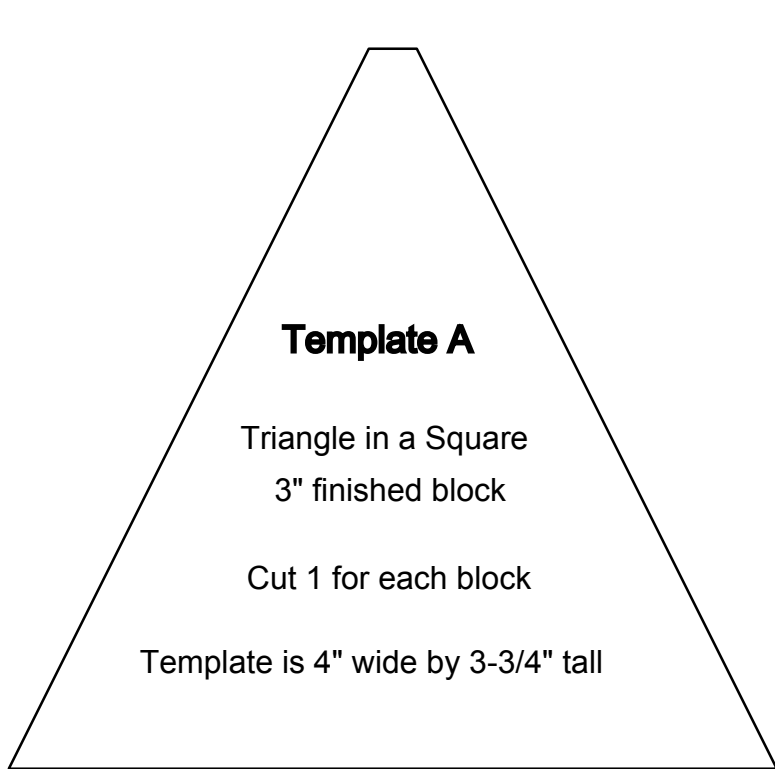 Template A
Triangle in a Square
3" finished block
Cut 1 for each block
Template is 4" wide by 3-3/4" tall